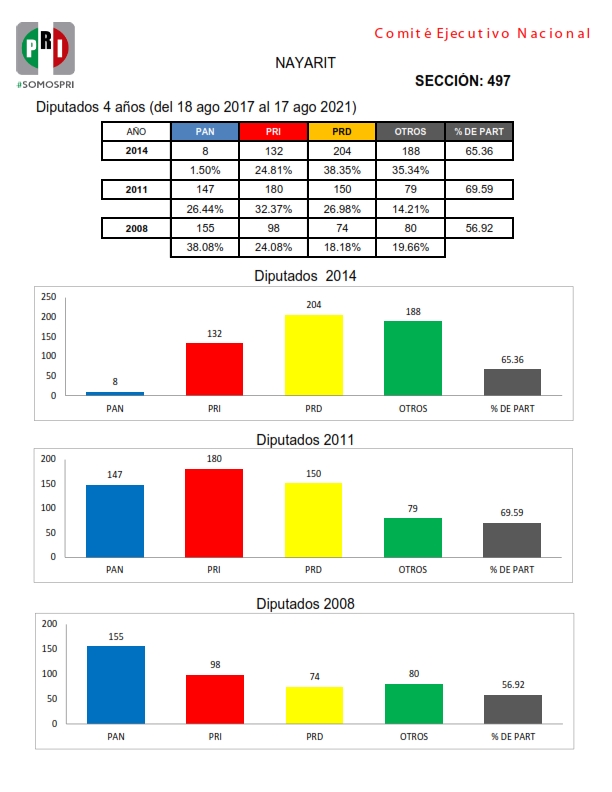 Comité Ejecutivo Nacional
PRI
#SOMOSPRI
NAYARIT
SECCIÓN: 497
Diputados 4 años (del 18 ago 2017 al 17 ago 2021)
AÑO PAN PRI PRD OTROS % DE PART
2014 8 132 204 188 65.36
1.50% 24.81% 38.35% 35.34%
2011 147 180 150 79 69.59
26.44% 32.37% 26.98% 14.21%
2008 155 98 74 80 56.92
38.08% 24.08% 18.18% 19.66%
Diputados 2014
250
200
150
100
50
0
8 132 204 188 65.36
PAN PRI PRD OTROS % DE PART
Diputados 2011
200
150
100
50
0
147 180 150 79 69.59
PAN PRI PRD OTROS % DE PART
Diputados 2008
200
150
100
50
0
155 98 74 80 56.92
PAN PRI PRD OTROS % DE PART